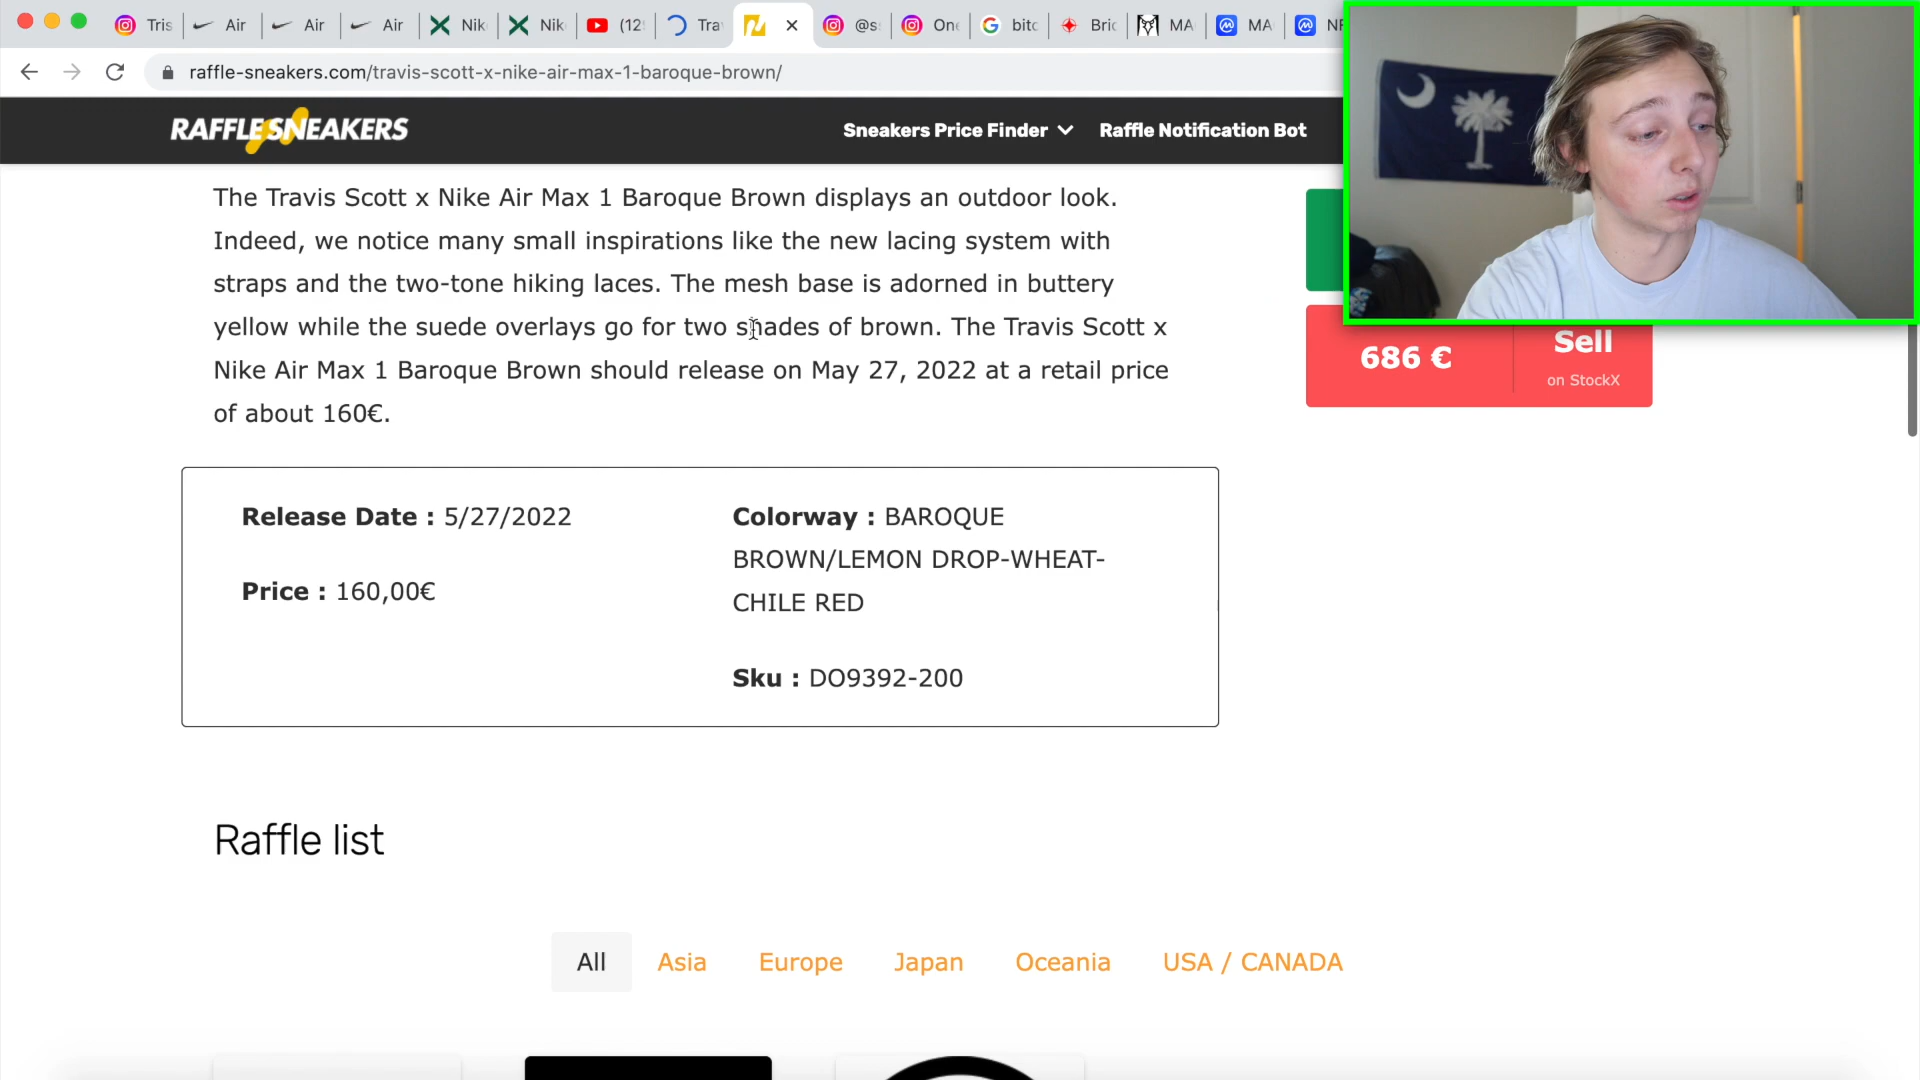 Tris
Air
Air
Air
Nik
Nik
(12
Tra
@s
One
bitc
Bric
MA
MA
NF
raffle-sneakers.com/travis-scott-x-nike-air-max-1-baroque-brown/
RAFFLESNEAKERS
Sneakers Price Finder
Raffle Notification Bot
The Travis Scott x Nike Air Max 1 Baroque Brown displays an outdoor look.
Indeed, we notice many small inspirations like the new lacing system with
straps and the two-tone hiking laces. The mesh base is adorned in buttery
yellow while the suede overlays go for two shades of brown. The Travis Scott x
Nike Air Max 1 Baroque Brown should release on May 27, 2022 at a retail price
of about 160€.
686 €
Sell
on StockX
Release Date : 5/27/2022
Price : 160,00€
Colorway : BAROQUE
BROWN/LEMON DROP-WHEAT-
CHILE RED
Sku : DO9392-200
Raffle list
All
Asia
Europe
Japan
Oceania
USA / CANADA